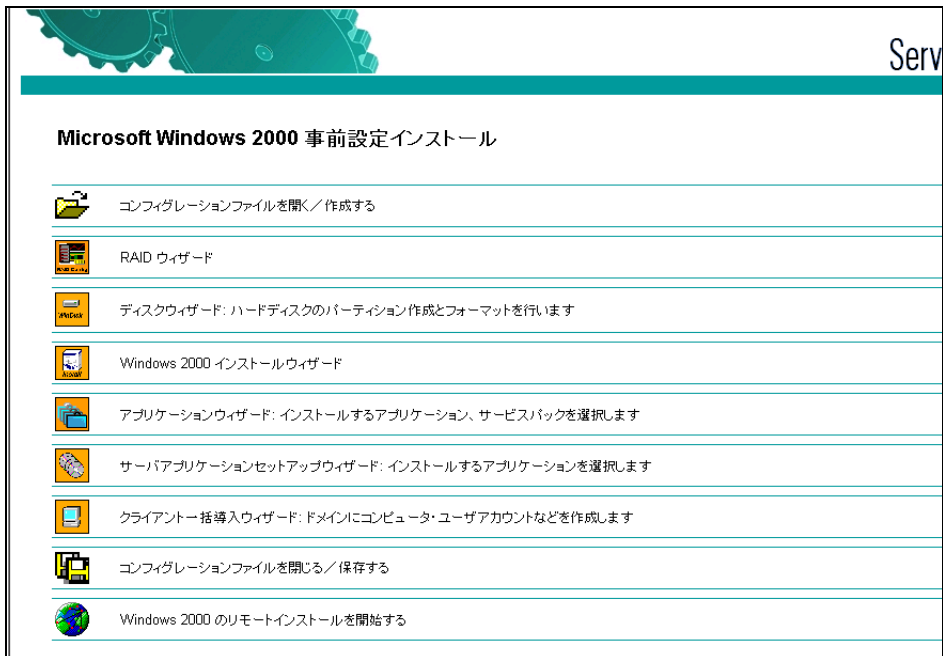 Serv
Microsoft Windows 2000 事前設定インストール
コンフィグレーションファイルを開く／作成する
RAID ウィザード
ディスクウィザード: ハードディスクのパーティション作成とフォーマットを行います
Windows 2000 インストールウィザード
アプリケーションウィザード: インストールするアプリケーション、サービスパックを選択します
サーバアプリケーションセットアップウィザード: インストールするアプリケーションを選択します
クライアント一括導入ウィザード: ドメインにコンピュータ・ユーザアカウントなどを作成します
コンフィグレーションファイルを閉じる／保存する
Windows 2000 のリモートインストールを開始する